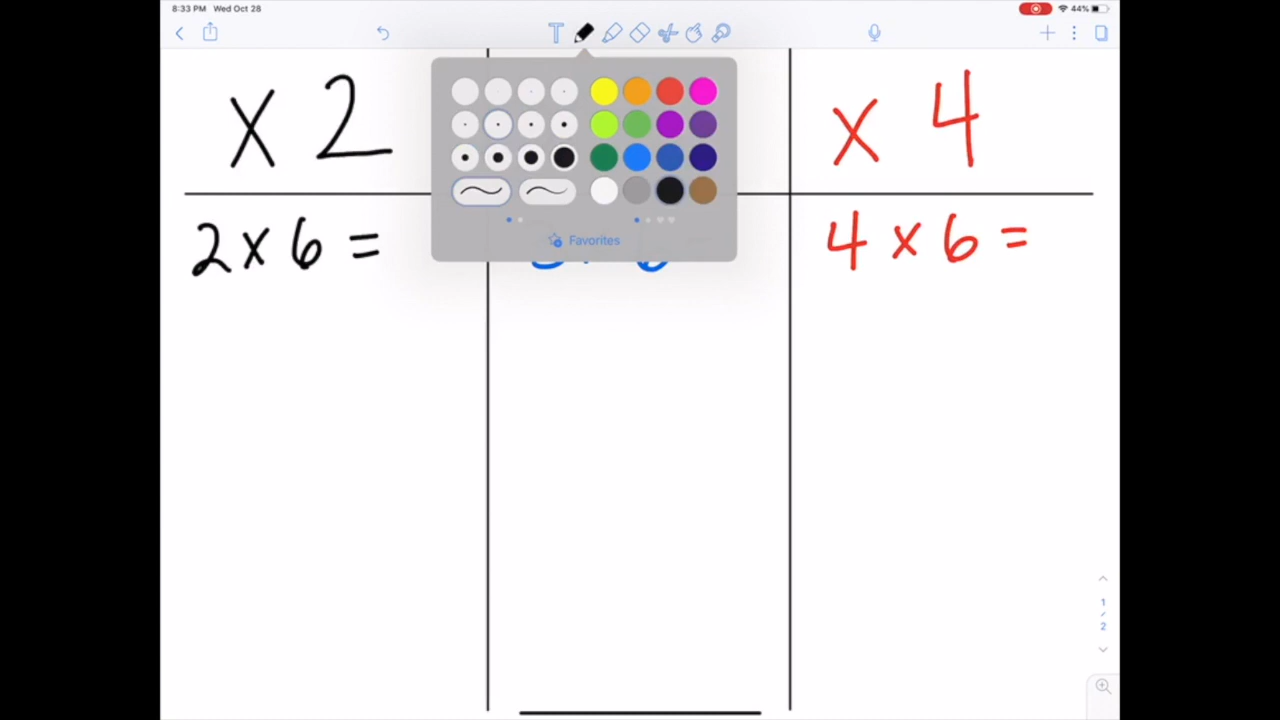 8:33 PM Wed Oct 28
44%
T
x 2
x 4
Favorites
2 x 6 =
4 x 6 =
1
/
2